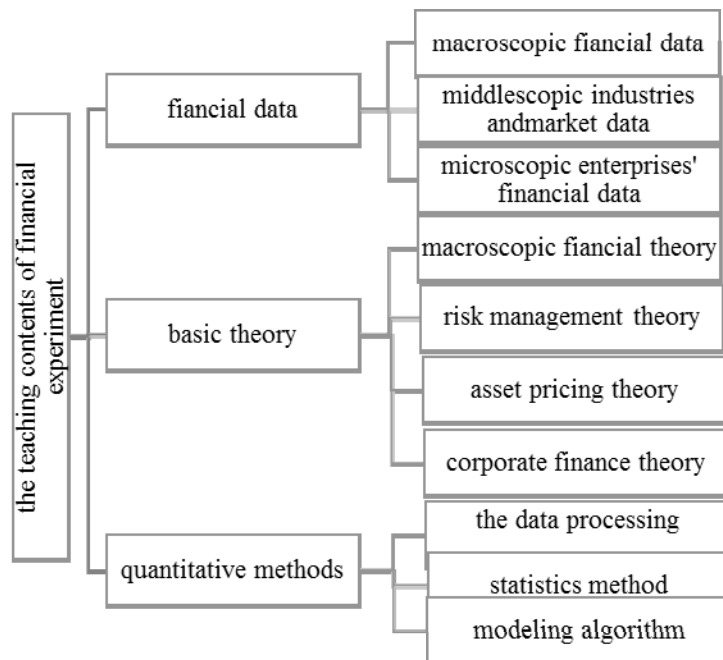 the teaching contents of financial
experiment
fiancial data
macroscopic fiancial data
middlescopic industries
andmarket data
microscopic enterprises'
financial data
basic theory
macroscopic fiancial theory
risk management theory
asset pricing theory
corporate finance theory
quantitative methods
the data processing
statistics method
modeling algorithm